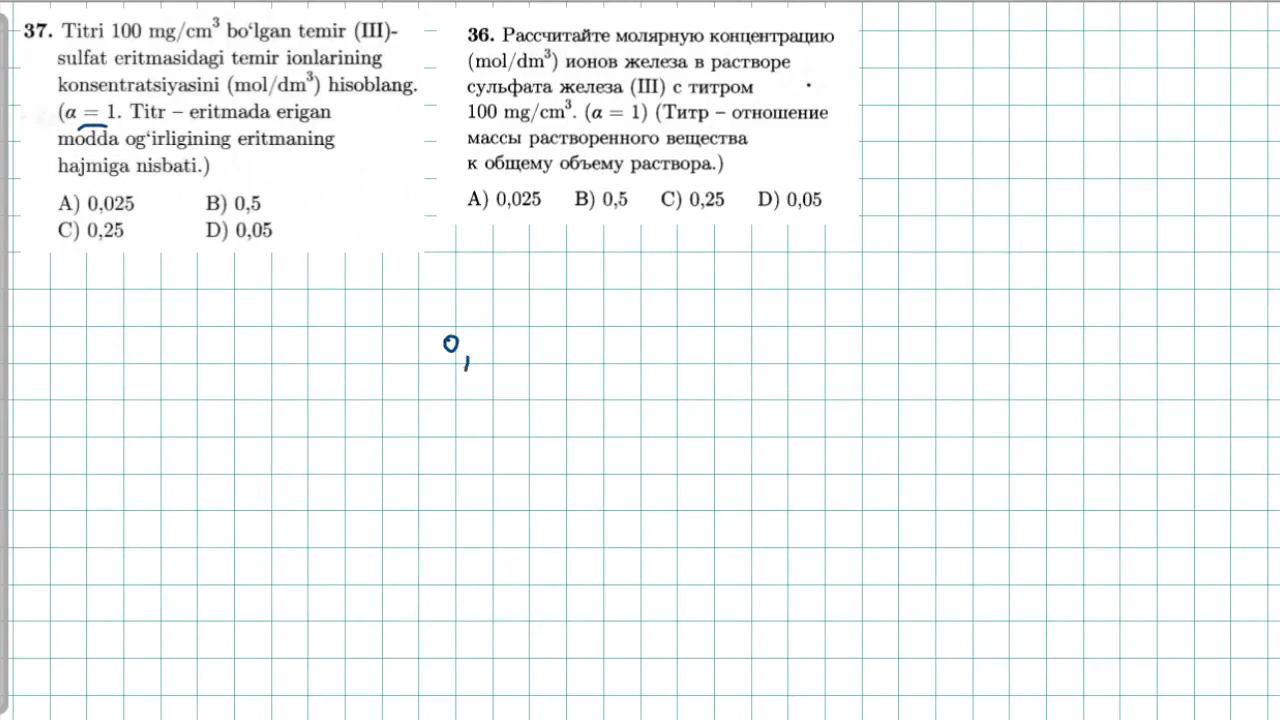 37. Titri 100 mg/cm³ bo‘lgan temir (III)-
sulfat eritmasidagi temir ionlarining
konsentratsiyasini (mol/dm³) hisoblang.
(α = 1. Titr – eritmada erigan
modda og‘irligining eritmaning
hajmiga nisbati.)
A) 0,025 B) 0,5
C) 0,25 D) 0,05
36. Рассчитайте молярную концентрацию
(mol/dm³) ионов железа в растворе
сульфата железа (III) с титром
100 mg/cm³. (α = 1) (Титр – отношение
массы растворенного вещества
к общему объему раствора.)
A) 0,025 B) 0,5 C) 0,25 D) 0,05
0,